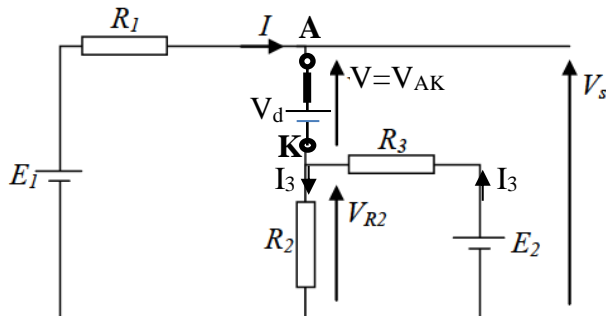 R1 I A
Vd V=VAK Vs
K R3
E1 I3 I3
R2 VR2 E2